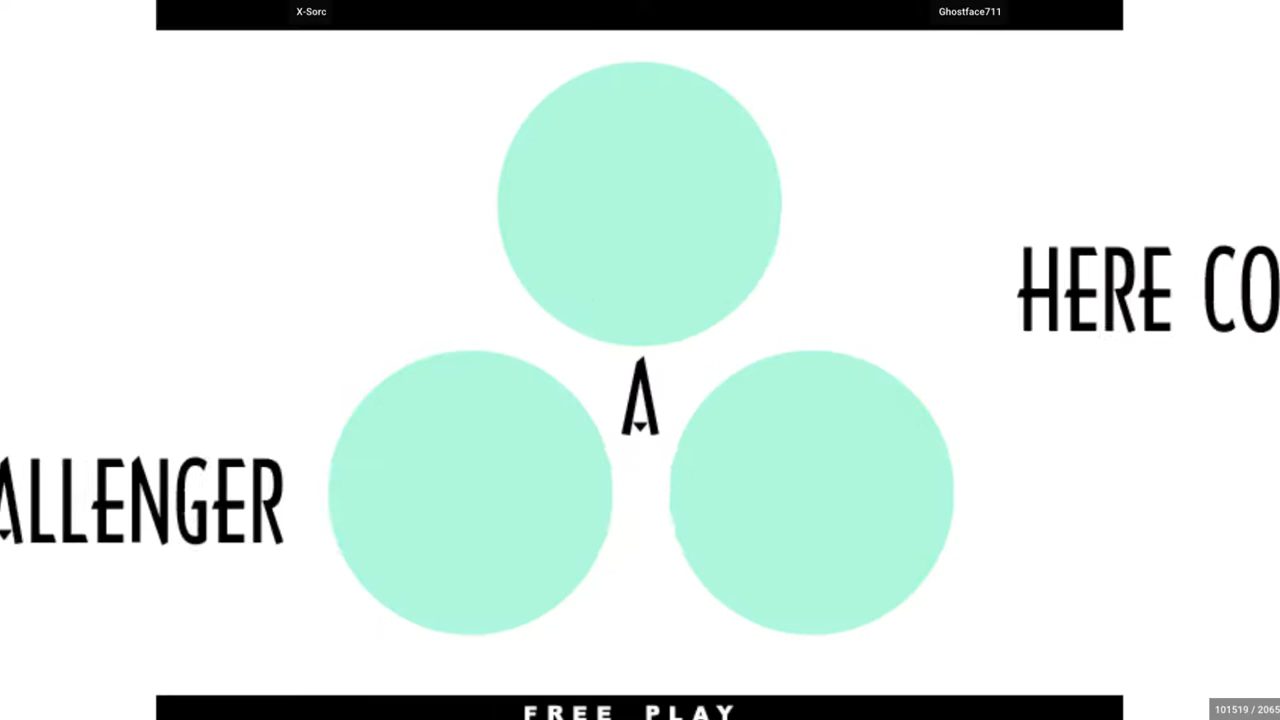 X-Sorc
Ghostface711
HERE CO
A
ALLENGER
FREE PLAY
101519 / 2065